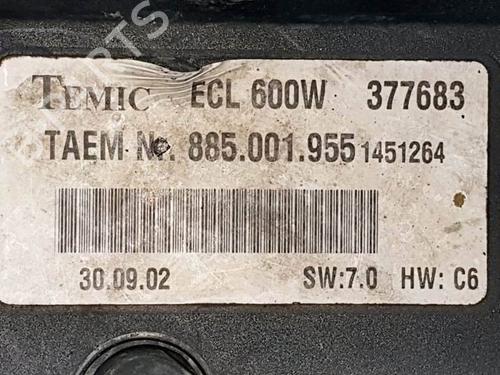 TEMIC ECL 600W 377683
TAEM Nr. 885.001.955 1451264
30.09.02 SW:7.0 HW: C6